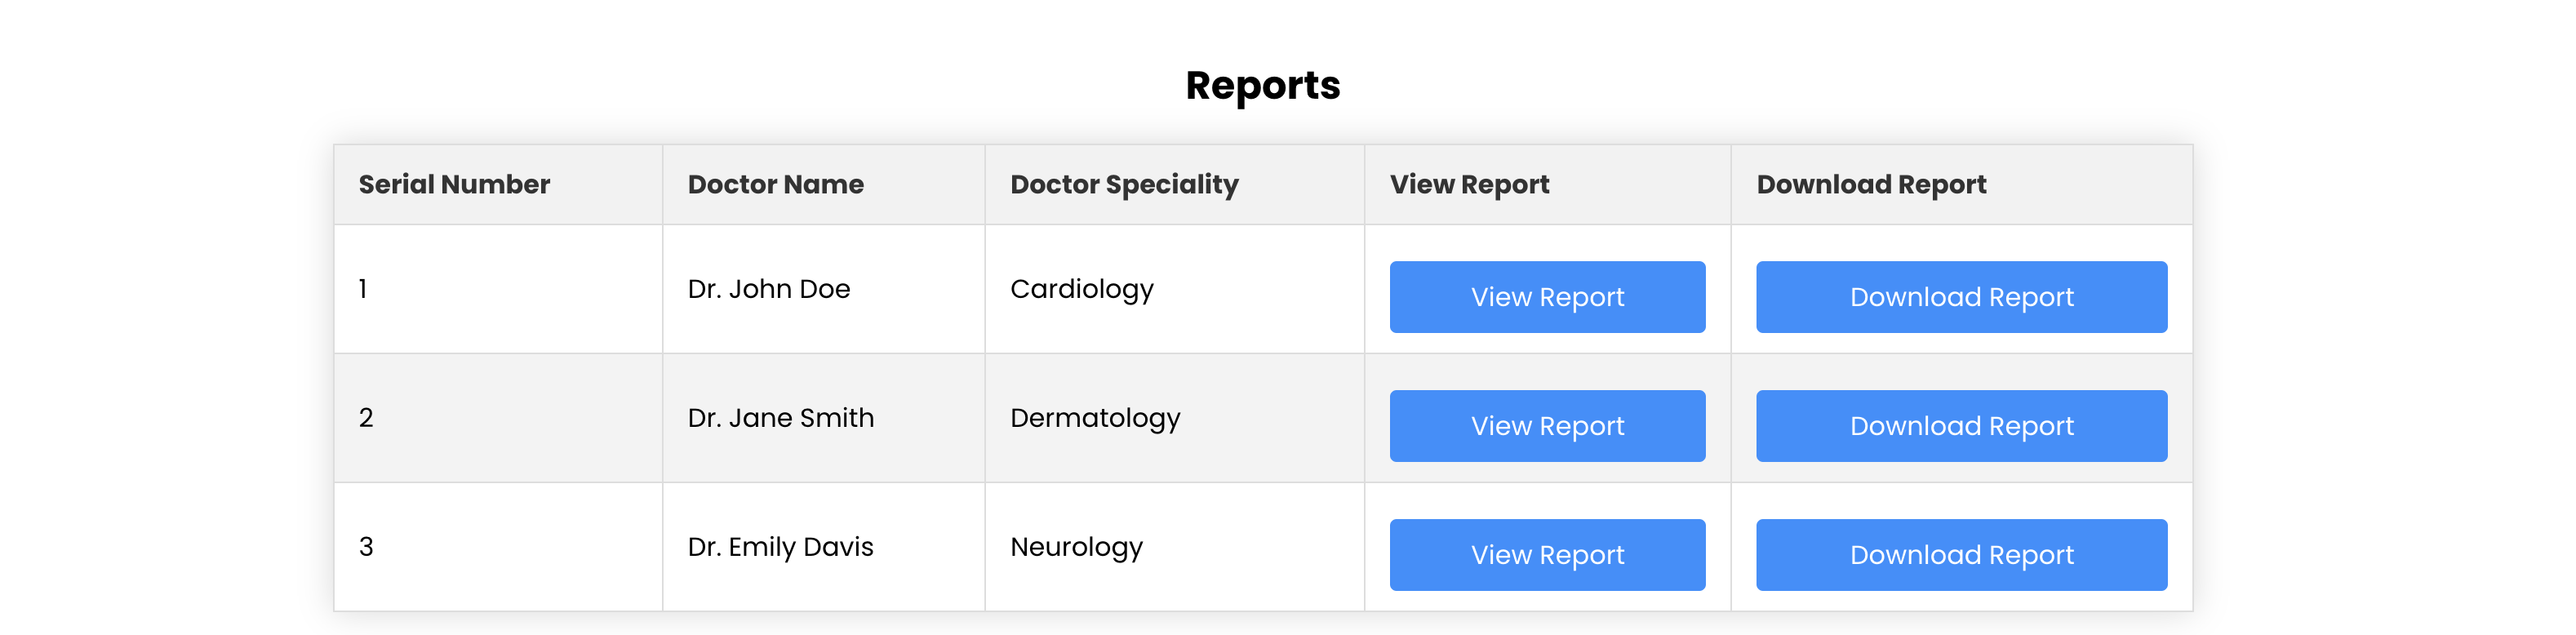 Reports
Serial Number Doctor Name Doctor Speciality View Report Download Report
1 Dr. John Doe Cardiology View Report Download Report
2 Dr. Jane Smith Dermatology View Report Download Report
3 Dr. Emily Davis Neurology View Report Download Report